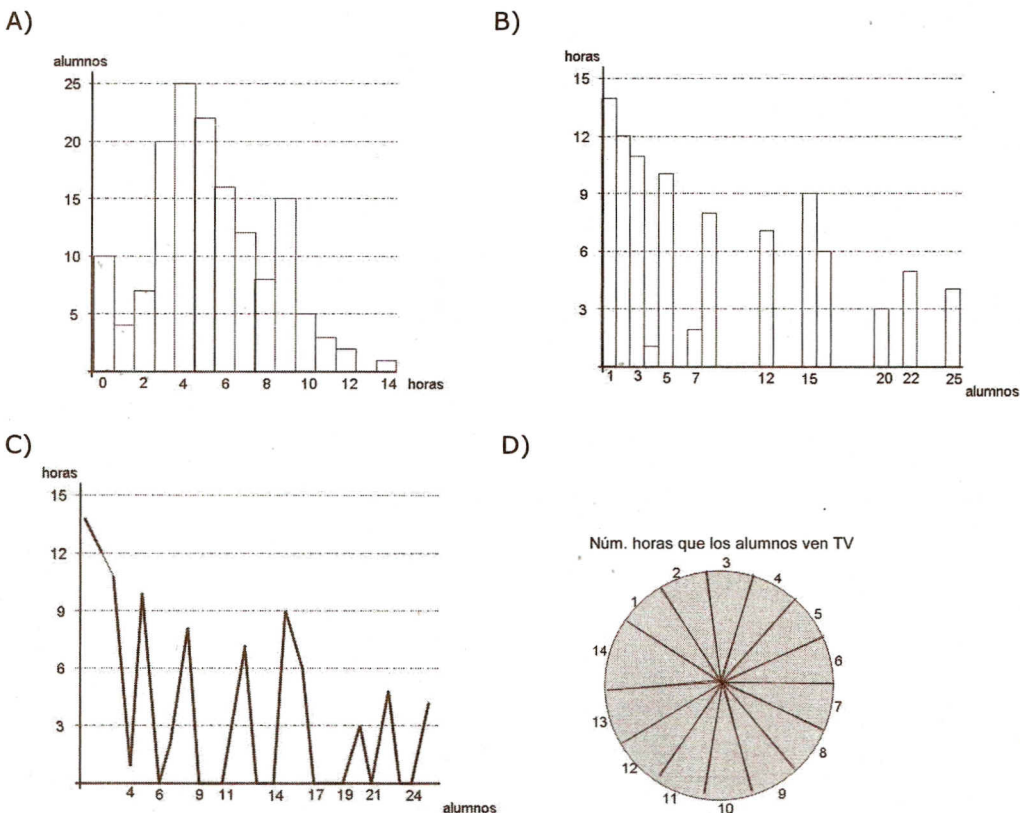 A)
alumnos
25
20
15
10
5
0 2 4 6 8 10 12 14 horas
B)
horas
15
12
9
6
3
1 3 5 7 12 15 20 22 25
alumnos
C)
horas
15
12
9
6
3
4 6 9 11 14 17 19 21 24
alumnos
D)
Núm. horas que los alumnos ven TV
1
2
3
4
5
6
7
8
9
10
11
12
13
14